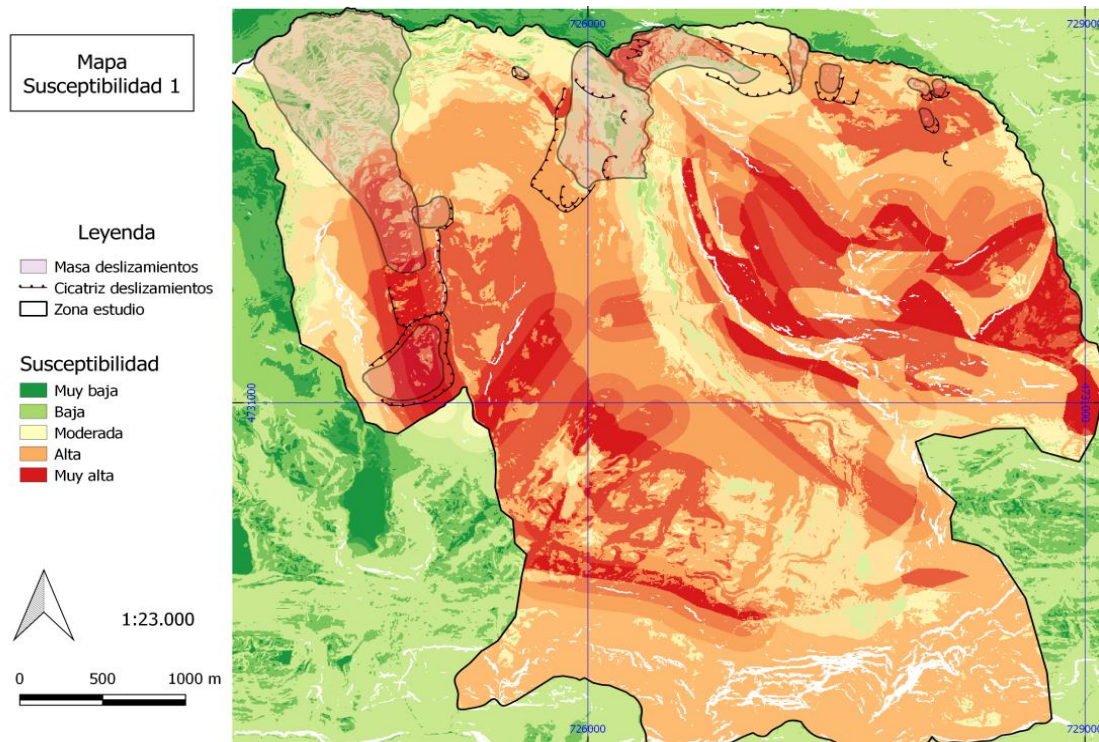 Mapa
Susceptibilidad 1
Leyenda
Masa deslizamientos
Cicatriz deslizamientos
Zona estudio
Susceptibilidad
Muy baja
Baja
Moderada
Alta
Muy alta
1:23.000
0 500 1000 m
726000
729000
4731000
4731000
726000
729000